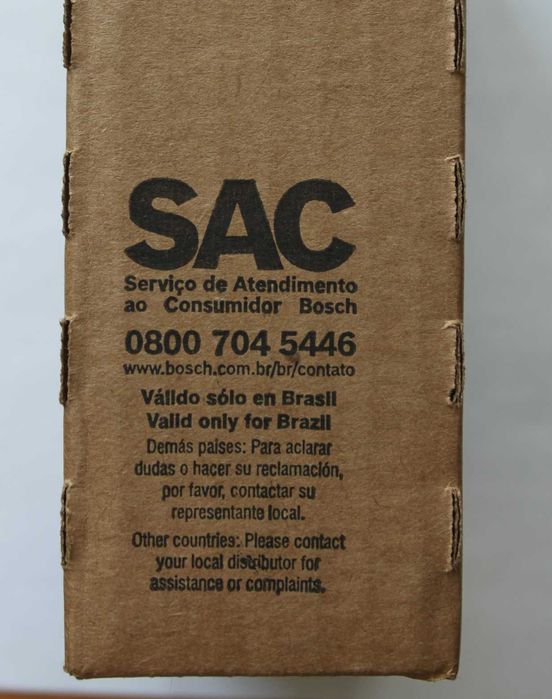 SAC
Serviço de Atendimento
ao Consumidor Bosch
0800 704 5446
www.bosch.com.br/br/contato
Válido sólo en Brasil
Valid only for Brazil
Demás paises: Para aclarar
dudas o hacer su reclamación,
por favor, contactar su
representante local.
Other countries: Please contact
your local distributor for
assistance or complaints.